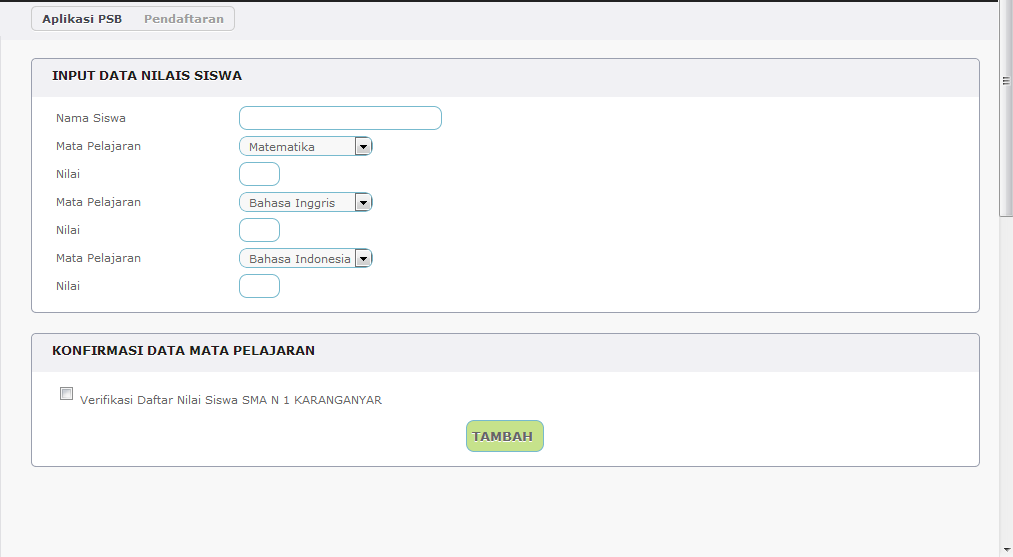 Aplikasi PSB Pendaftaran
INPUT DATA NILAIS SISWA
Nama Siswa
Mata Pelajaran Matematika
Nilai
Mata Pelajaran Bahasa Inggris
Nilai
Mata Pelajaran Bahasa Indonesia
Nilai
KONFIRMASI DATA MATA PELAJARAN
Verifikasi Daftar Nilai Siswa SMA N 1 KARANGANYAR
TAMBAH